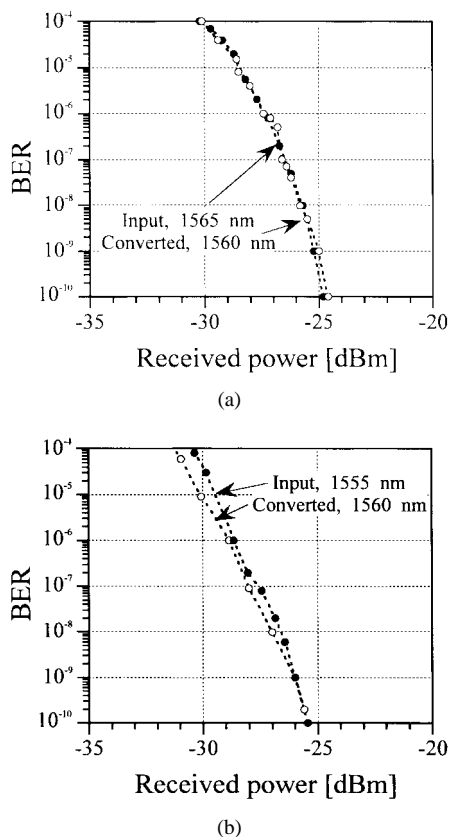 10⁻⁴
10⁻⁵
10⁻⁶
10⁻⁷
10⁻⁸
10⁻⁹
10⁻¹⁰
BER
Input, 1565 nm
Converted, 1560 nm
-35 -30 -25 -20
Received power [dBm]
(a)
10⁻⁴
10⁻⁵
10⁻⁶
10⁻⁷
10⁻⁸
10⁻⁹
10⁻¹⁰
BER
Input, 1555 nm
Converted, 1560 nm
-35 -30 -25 -20
Received power [dBm]
(b)